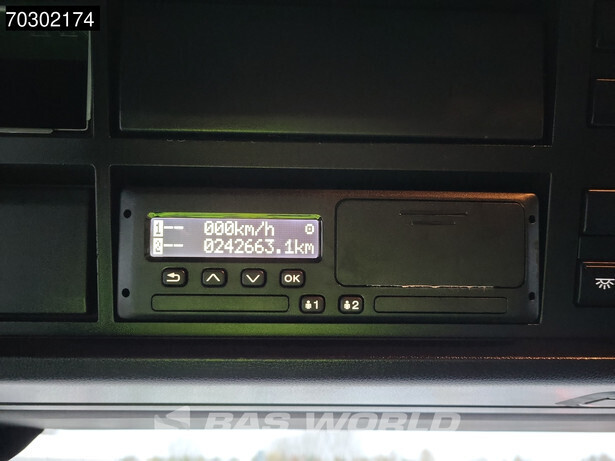 70302174
1-- 000km/h
2-- 0242663.1km
OK
1 2
BAS WORLD